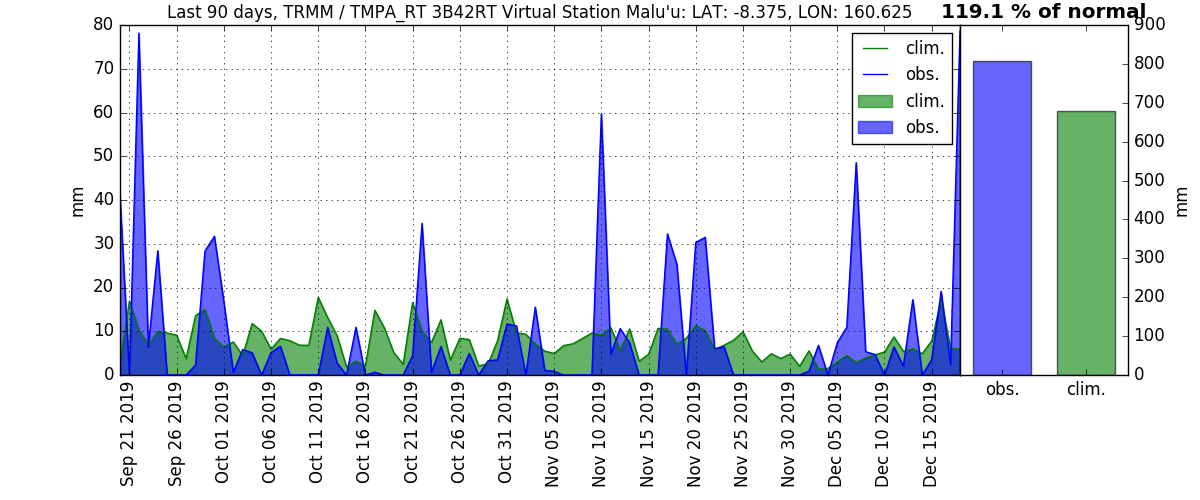 Last 90 days, TRMM / TMPA_RT 3B42RT Virtual Station Malu'u: LAT: -8.375, LON: 160.625
119.1 % of normal
80
70
60
50
40
30
20
10
0
mm
clim.
obs.
clim.
obs.
900
800
700
600
500
400
300
200
100
0
mm
Sep 21 2019
Sep 26 2019
Oct 01 2019
Oct 06 2019
Oct 11 2019
Oct 16 2019
Oct 21 2019
Oct 26 2019
Oct 31 2019
Nov 05 2019
Nov 10 2019
Nov 15 2019
Nov 20 2019
Nov 25 2019
Nov 30 2019
Dec 05 2019
Dec 10 2019
Dec 15 2019
obs.
clim.